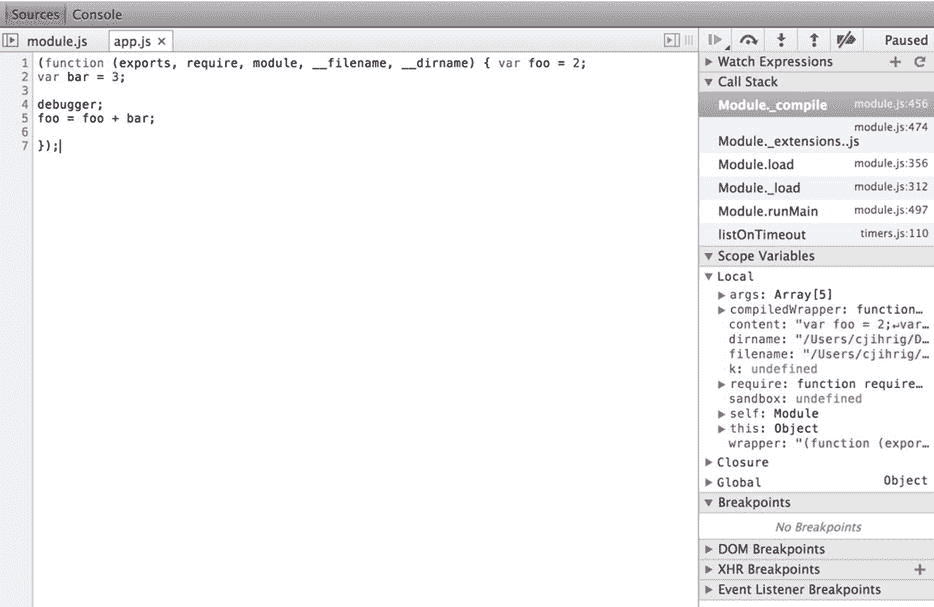 Sources Console
module.js app.js ×
Paused
1 (function (exports, require, module, __filename, __dirname) { var foo = 2;
2 var bar = 3;
3
4 debugger;
5 foo = foo + bar;
6
7 });
Watch Expressions +
Call Stack
Module._compile module.js:456
module.js:474
Module._extensions..js
Module.load module.js:356
Module._load module.js:312
Module.runMain module.js:497
listOnTimeout timers.js:110
Scope Variables
Local
args: Array[5]
compiledWrapper: function…
content: "var foo = 2;↵var…
dirname: "/Users/cjihrig/D…
filename: "/Users/cjihrig/…
k: undefined
require: function require…
sandbox: undefined
self: Module
this: Object
wrapper: "(function (expor…
Closure
Global Object
Breakpoints
No Breakpoints
DOM Breakpoints
XHR Breakpoints +
Event Listener Breakpoints